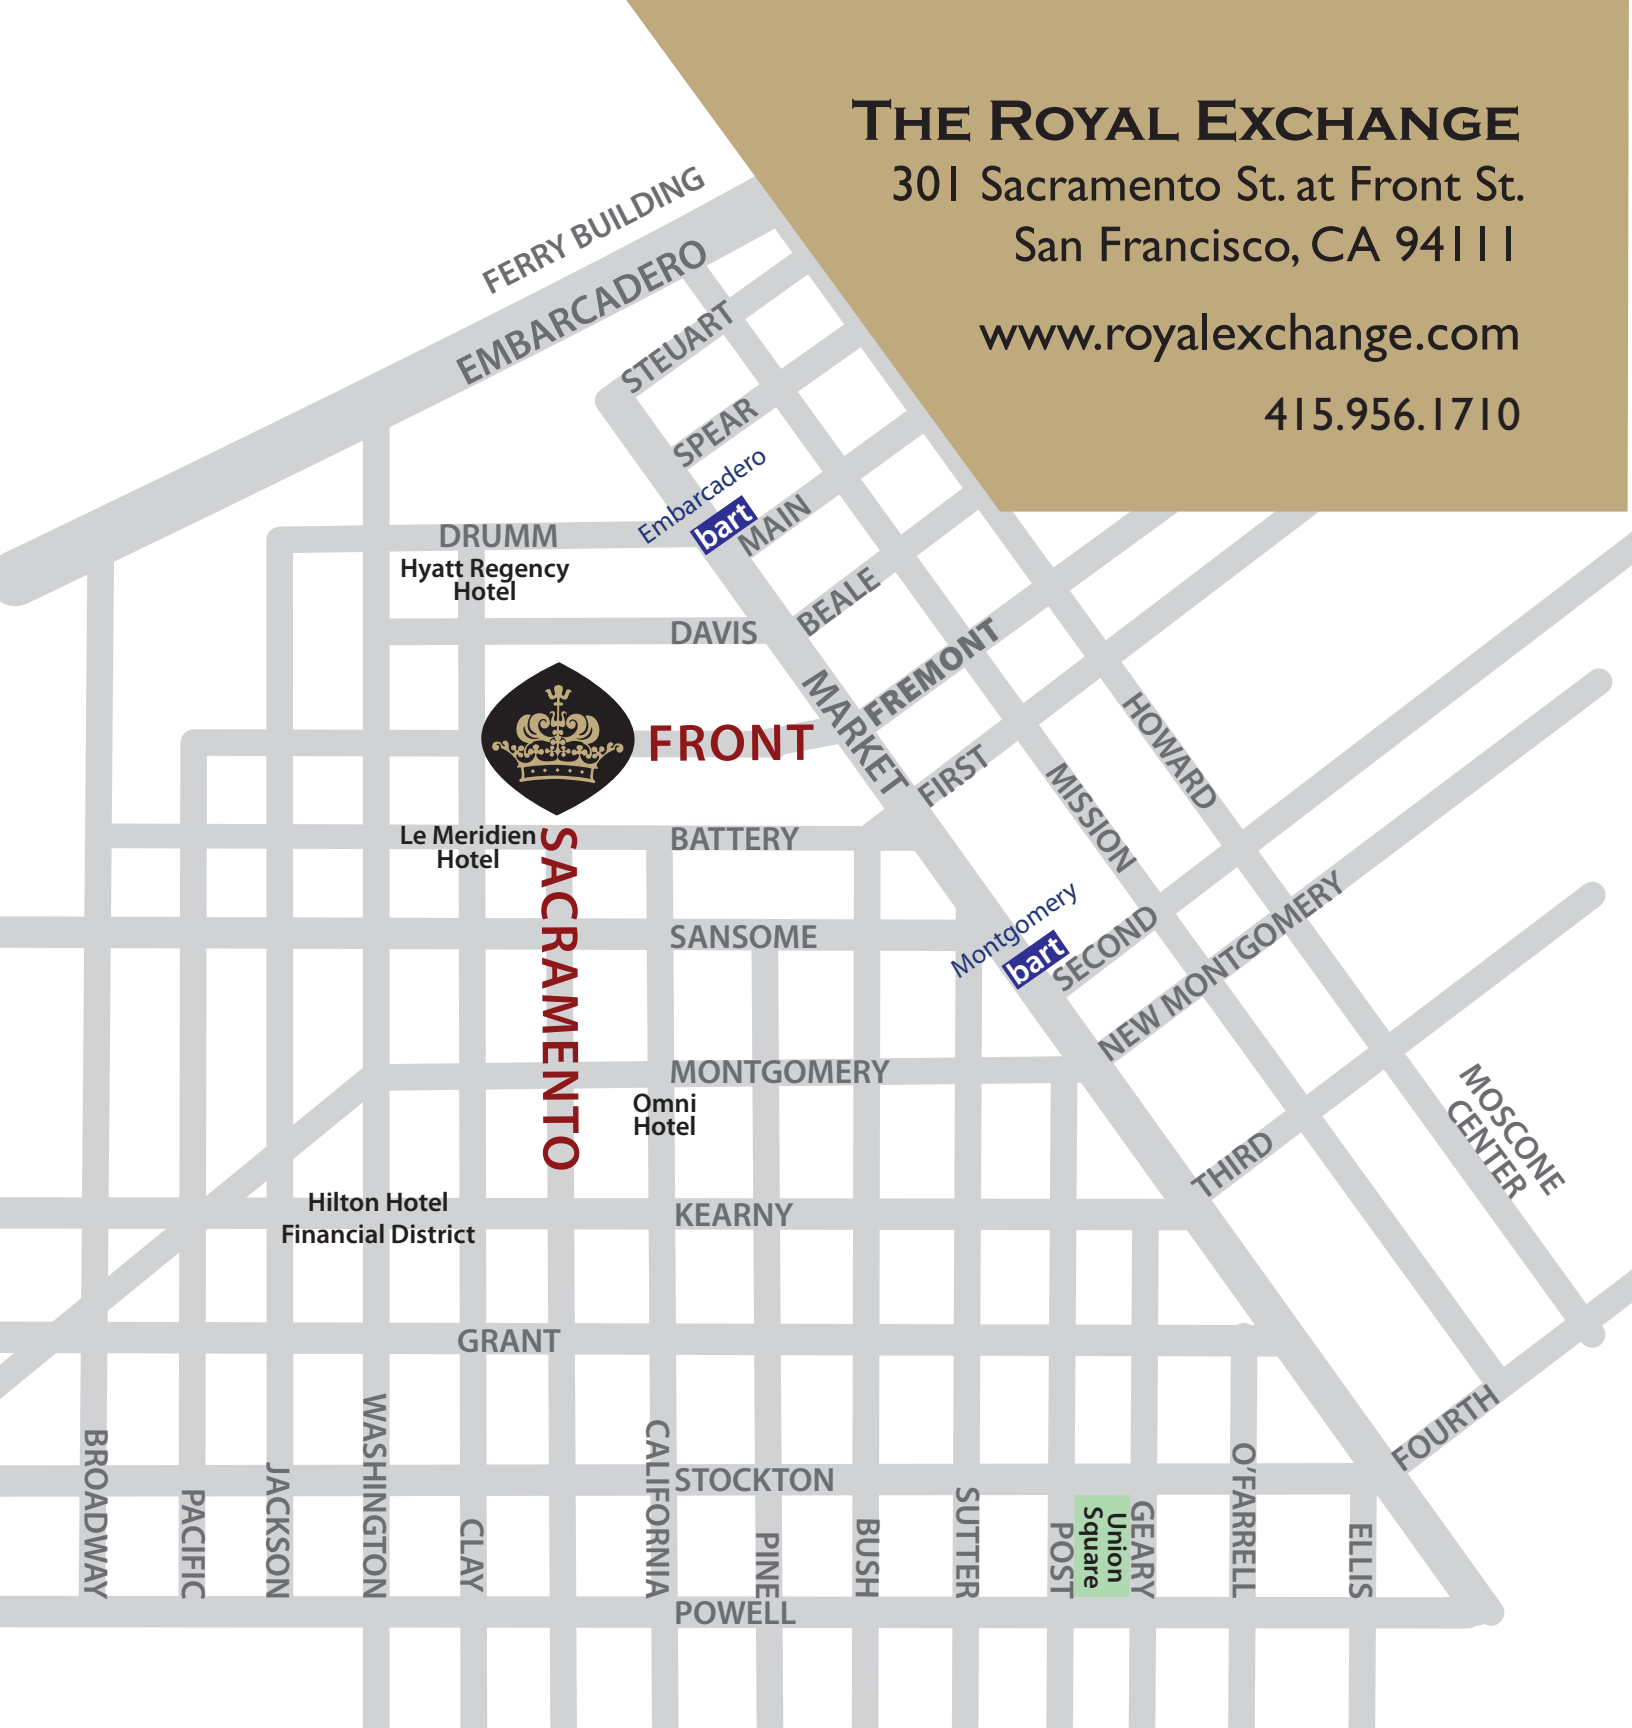 THE ROYAL EXCHANGE
301 Sacramento St. at Front St.
San Francisco, CA 94111
www.royalexchange.com
415.956.1710
FERRY BUILDING
EMBARCADERO
STEUART
SPEAR
Embarcadero
bart
MAIN
DRUMM
Hyatt Regency
Hotel
BEALE
DAVIS
FREMONT
MARKET
FRONT
HOWARD
FIRST
MISSION
Le Meridien
Hotel
SACRAMENTO
BATTERY
SANSOME
Montgomery
bart
SECOND
NEW MONTGOMERY
MONTGOMERY
Omni
Hotel
MOSCONE
CENTER
THIRD
Hilton Hotel
Financial District
KEARNY
GRANT
FOURTH
STOCKTON
BROADWAY
PACIFIC
JACKSON
WASHINGTON
CLAY
CALIFORNIA
PINE
BUSH
SUTTER
POST
Union
Square
GEARY
O'FARRELL
ELLIS
POWELL